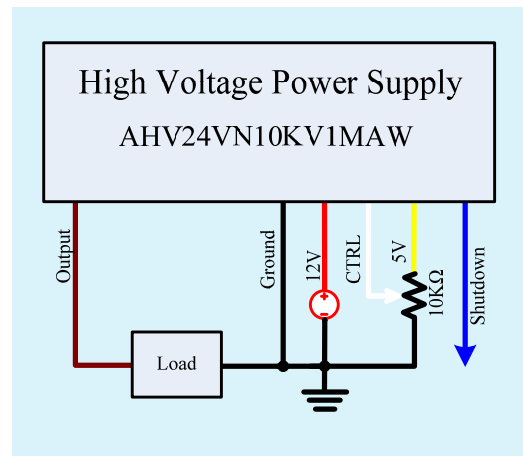 High Voltage Power Supply
AHV24VN10KV1MAW
Output
Ground
12V
CTRL
5V
10KΩ
Shutdown
Load